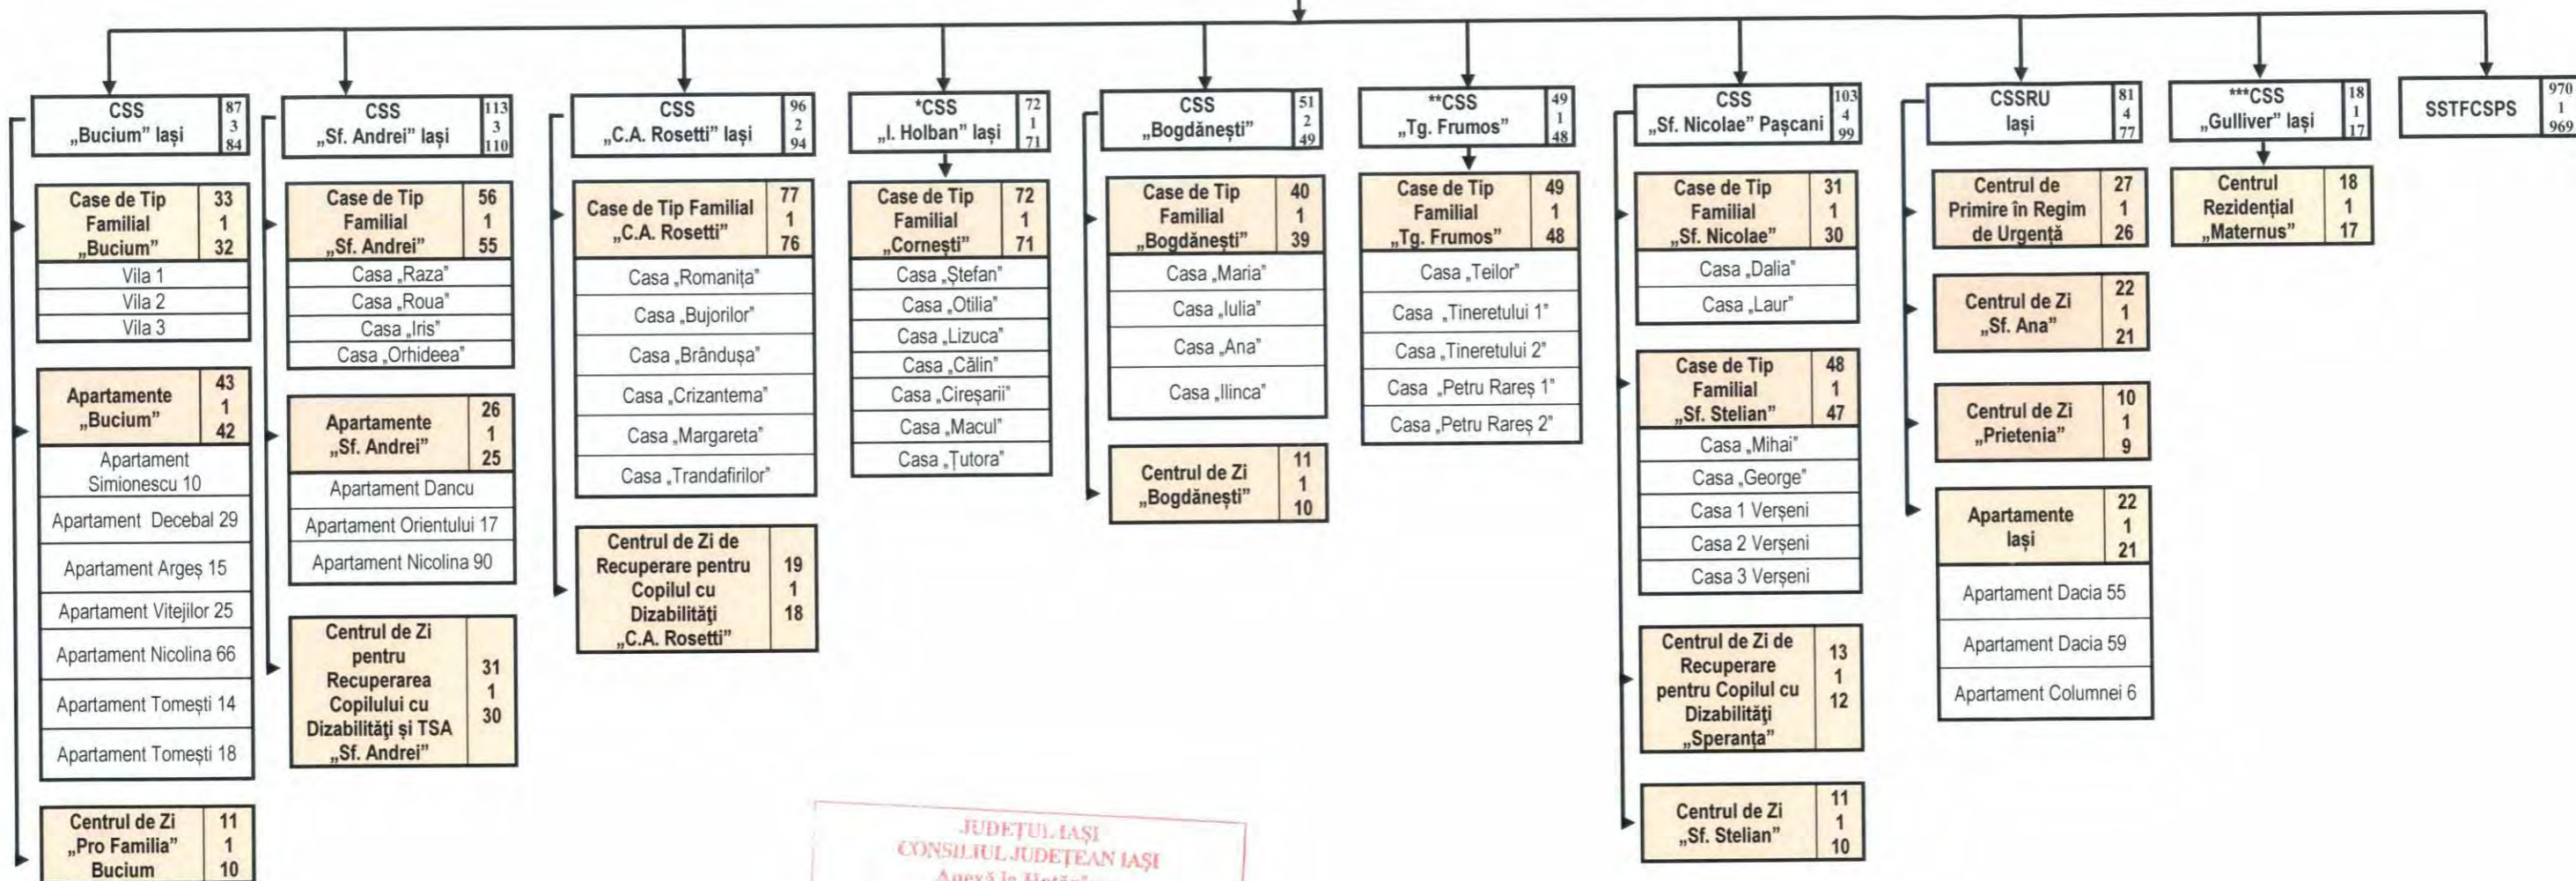 CSS 87
„Bucium” Iași 3
84
Case de Tip 33
Familial 1
„Bucium” 32
Vila 1
Vila 2
Vila 3
Apartamente 43
„Bucium” 1
42
Apartament
Simionescu 10
Apartament Decebal 29
Apartament Argeș 15
Apartament Vitejilor 25
Apartament Nicolina 66
Apartament Tomești 14
Apartament Tomești 18
Centrul de Zi 11
„Pro Familia” 1
Bucium 10
CSS 113
„Sf. Andrei” Iași 3
110
Case de Tip 56
Familial 1
„Sf. Andrei” 55
Casa „Raza”
Casa „Roua”
Casa „Iris”
Casa „Orhideea”
Apartamente 26
„Sf. Andrei” 1
25
Apartament Dancu
Apartament Orientului 17
Apartament Nicolina 90
Centrul de Zi
pentru 31
Recuperarea 1
Copilului cu 30
Dizabilități și TSA
„Sf. Andrei”
CSS 96
„C.A. Rosetti” Iași 2
94
Case de Tip Familial 77
„C.A. Rosetti” 1
76
Casa „Romanița”
Casa „Bujorilor”
Casa „Brândușa”
Casa „Crizantema”
Casa „Margareta”
Casa „Trandafirilor”
Centrul de Zi de
Recuperare pentru 19
Copilul cu 1
Dizabilităţi 18
„C.A. Rosetti”
*CSS 72
„I. Holban” Iași 1
71
Case de Tip 72
Familial 1
„Cornești” 71
Casa „Ștefan”
Casa „Otilia”
Casa „Lizuca”
Casa „Călin”
Casa „Cireșarii”
Casa „Macul”
Casa „Țutora”
CSS 51
„Bogdănești” 2
49
Case de Tip 40
Familial 1
„Bogdănești” 39
Casa „Maria”
Casa „Iulia”
Casa „Ana”
Casa „Ilinca”
Centrul de Zi 11
„Bogdănești” 1
10
**CSS 49
„Tg. Frumos” 1
48
Case de Tip 49
Familial 1
„Tg. Frumos” 48
Casa „Teilor”
Casa „Tineretului 1”
Casa „Tineretului 2”
Casa „Petru Rareș 1”
Casa „Petru Rareș 2”
CSS 103
„Sf. Nicolae” Pașcani 4
99
Case de Tip 31
Familial 1
„Sf. Nicolae” 30
Casa „Dalia”
Casa „Laur”
Case de Tip 48
Familial 1
„Sf. Stelian” 47
Casa „Mihai”
Casa „George”
Casa 1 Verșeni
Casa 2 Verșeni
Casa 3 Verșeni
Centrul de Zi de 13
Recuperare 1
pentru Copilul cu 12
Dizabilităţi
„Speranța”
Centrul de Zi 11
„Sf. Stelian” 1
10
CSSRU 81
Iași 4
77
Centrul de 27
Primire în Regim 1
de Urgență 26
Centrul de Zi 22
„Sf. Ana” 1
21
Centrul de Zi 10
„Prietenia” 1
9
Apartamente 22
Iași 1
21
Apartament Dacia 55
Apartament Dacia 59
Apartament Columnei 6
***CSS 18
„Gulliver” Iași 1
17
Centrul 18
Rezidențial 1
„Maternus” 17
SSTFCSPS 970
1
969
JUDEȚUL IAȘI
CONSILIUL JUDEȚEAN IAȘI